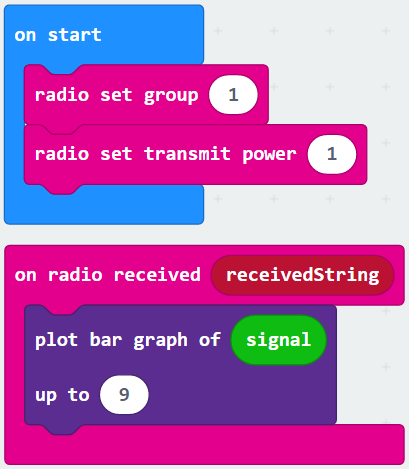 on start
radio set group 1
radio set transmit power 1
on radio received receivedString
plot bar graph of signal
up to 9